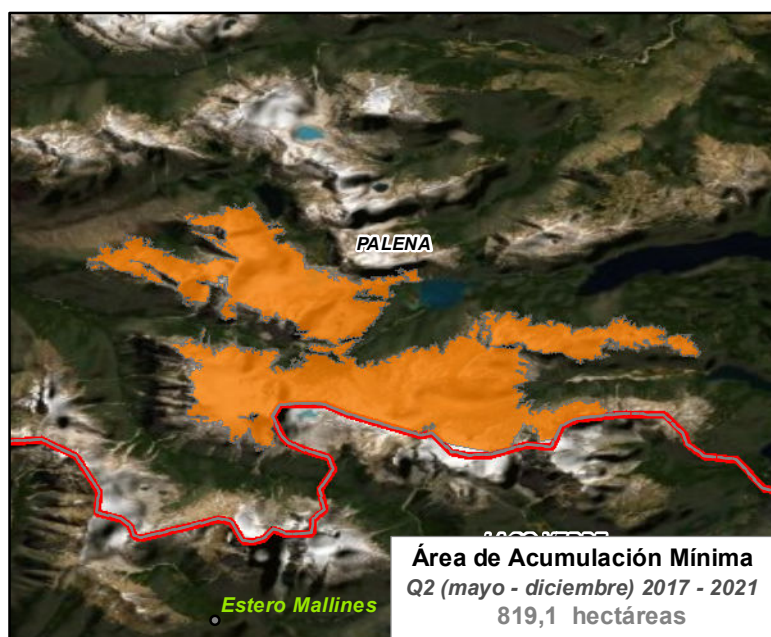 PALENA
Estero Mallines
Área de Acumulación Mínima
Q2 (mayo - diciembre) 2017 - 2021
819,1 hectáreas